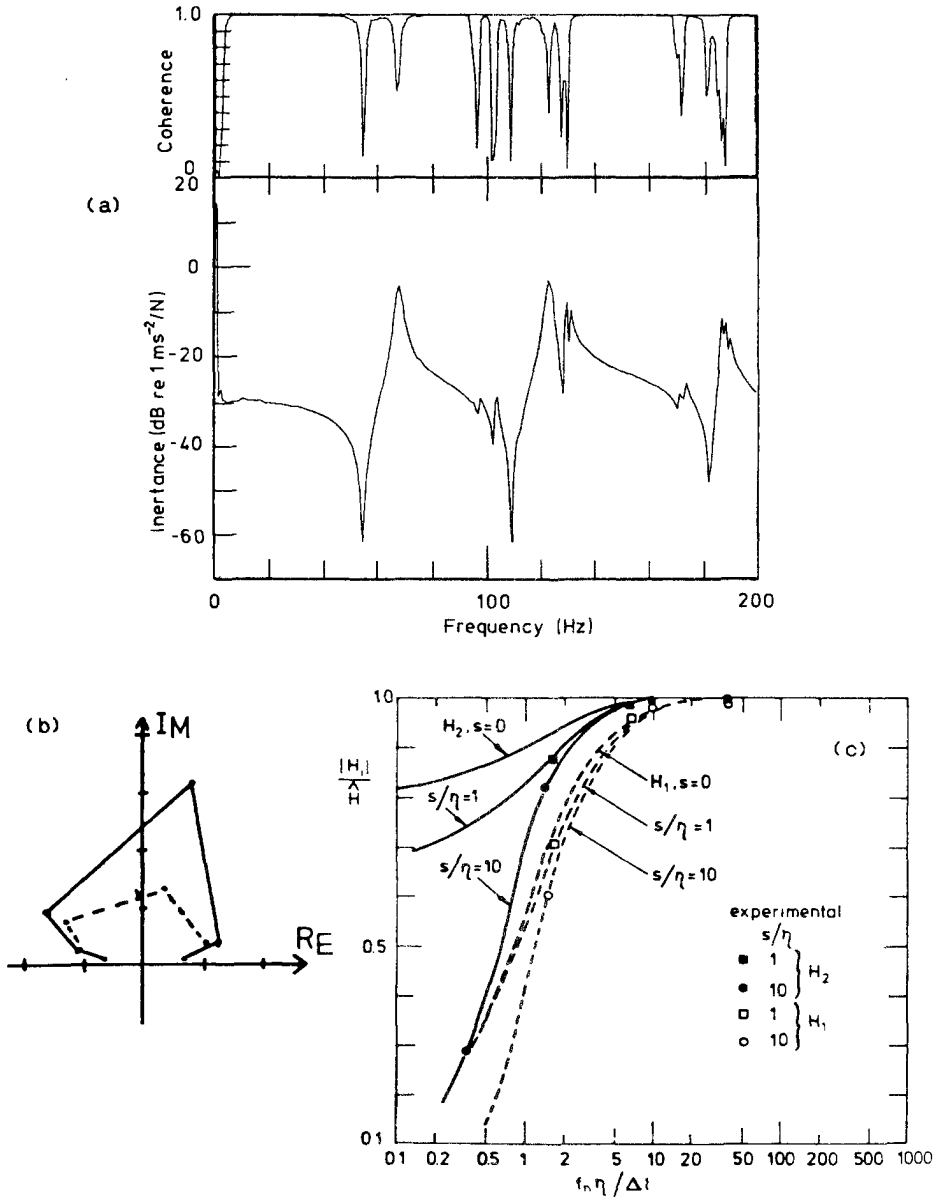 1.0
Coherence
0
(a)
20
0
-20
-40
-60
Inertance (dB re 1 ms⁻²/N)
0 100 200
Frequency (Hz)
(b)
IM
RE
(c)
1.0
|H₁|
Ĥ
0.5
0.1
H₂, s=0
s/η=1
s/η=10
H₁, s=0
s/η=1
s/η=10
experimental
s/η
■ 1
● 10
} H₂
□ 1
○ 10
} H₁
0.1 0.2 0.5 1 2 5 10 20 50 100 200 1000